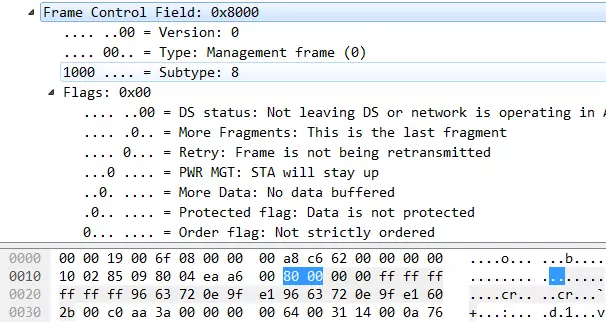 Frame Control Field: 0x8000
.... ..00 = Version: 0
.... 00.. = Type: Management frame (0)
1000 .... = Subtype: 8
Flags: 0x00
.... ..00 = DS status: Not leaving DS or network is operating in A
.... .0.. = More Fragments: This is the last fragment
.... 0... = Retry: Frame is not being retransmitted
...0 .... = PWR MGT: STA will stay up
..0. .... = More Data: No data buffered
.0.. .... = Protected flag: Data is not protected
0... .... = Order flag: Not strictly ordered
0000 00 00 19 00 6f 08 00 00 00 a8 c6 62 00 00 00 00 ....o... ...b....
0010 10 02 85 09 80 04 ea a6 00 80 00 00 00 ff ff ff ........ ........
0020 ff ff ff 96 63 72 0e 9f e1 96 63 72 0e 9f e1 60 ....cr.. ..cr...`
0030 2b 00 c0 aa 3a 00 00 00 00 64 00 31 14 00 0a 76 +...:... .d.1...v